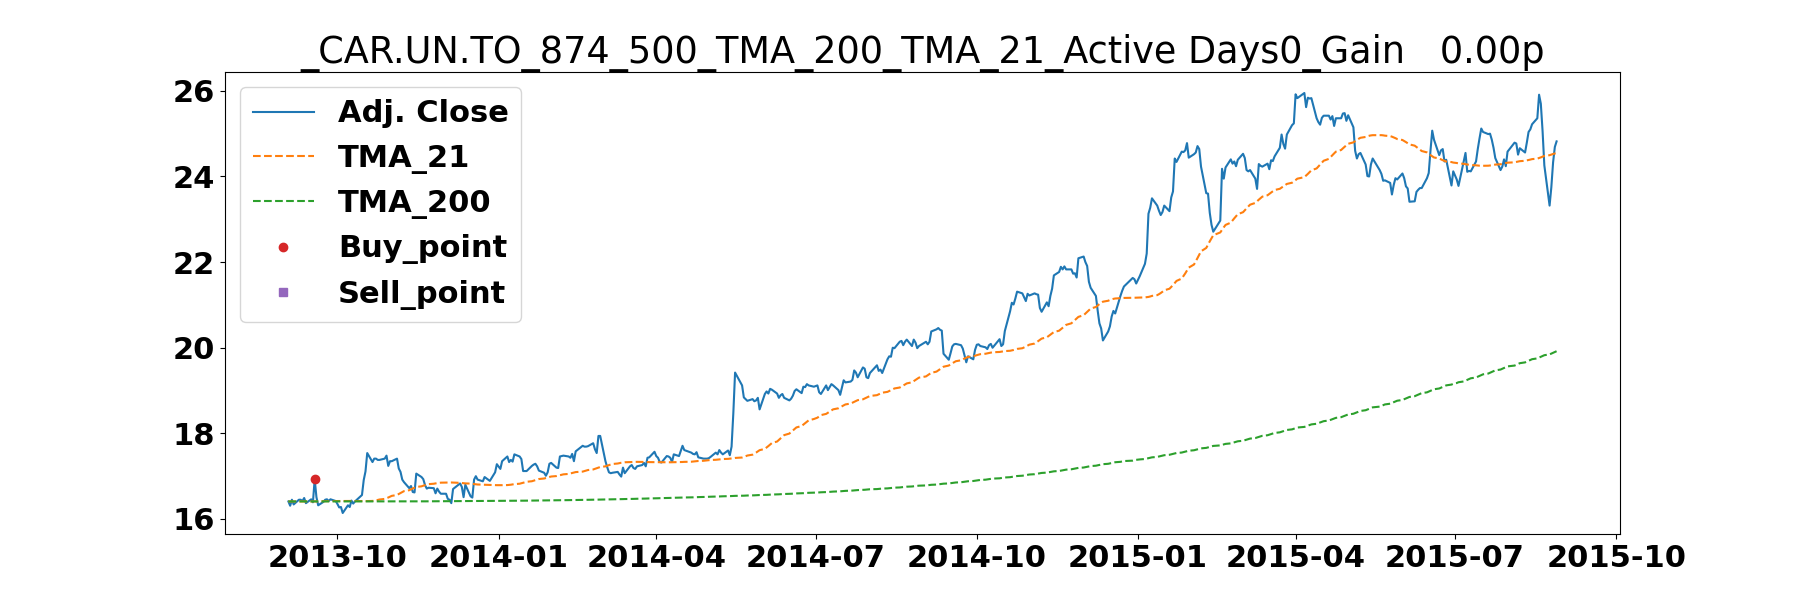 _CAR.UN.TO_874_500_TMA_200_TMA_21_Active Days0_Gain   0.00p
26
24
22
20
18
16
Adj. Close
TMA_21
TMA_200
Buy_point
Sell_point
2013-10 2014-01 2014-04 2014-07 2014-10 2015-01 2015-04 2015-07 2015-10